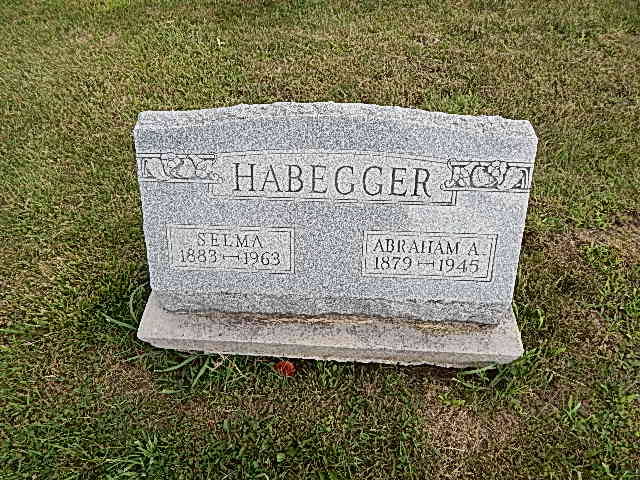 HABEGGER
SELMA
1883 — 1963
ABRAHAM A.
1879 — 1945